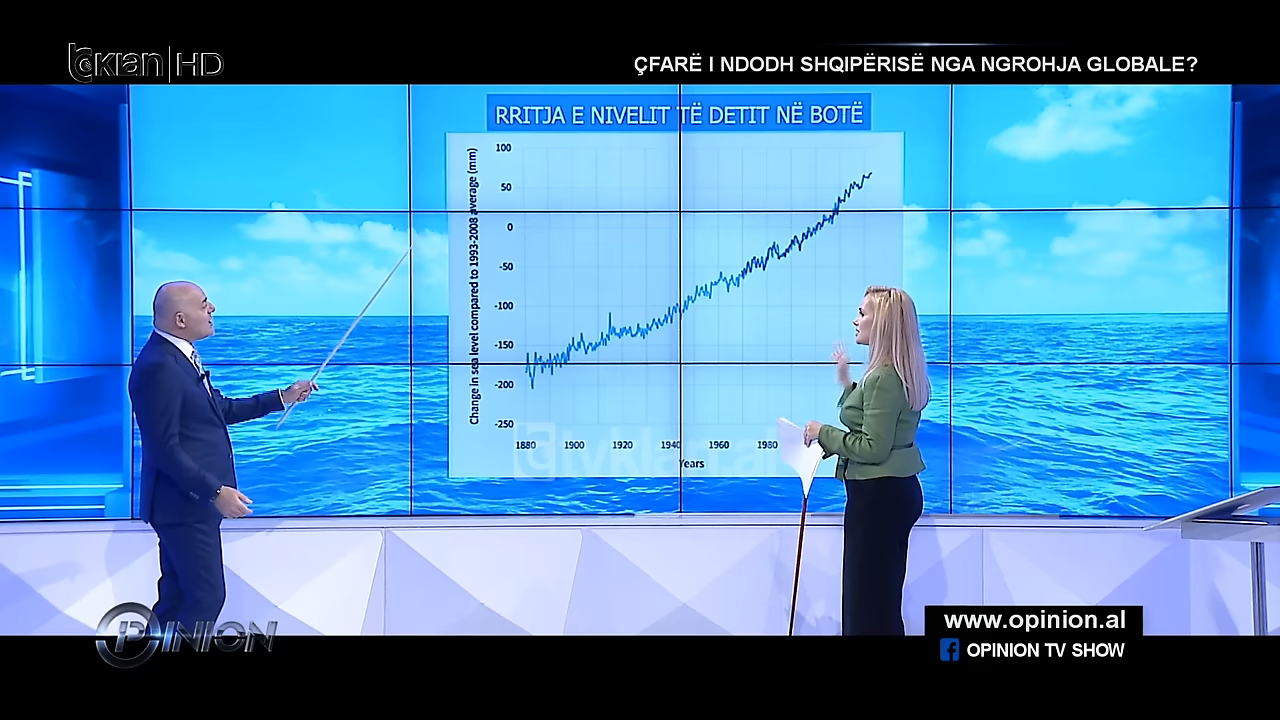 klan HD
ÇFARË I NDODH SHQIPËRISË NGA NGROHJA GLOBALE?
RRITJA E NIVELIT TË DETIT NË BOTË
Change in sea level compared to 1993-2008 average (mm)
100
50
0
-50
-100
-150
-200
-250
1880 1900 1920 1940 1960 1980
Years
tvklan.al
OPINION
www.opinion.al
OPINION TV SHOW